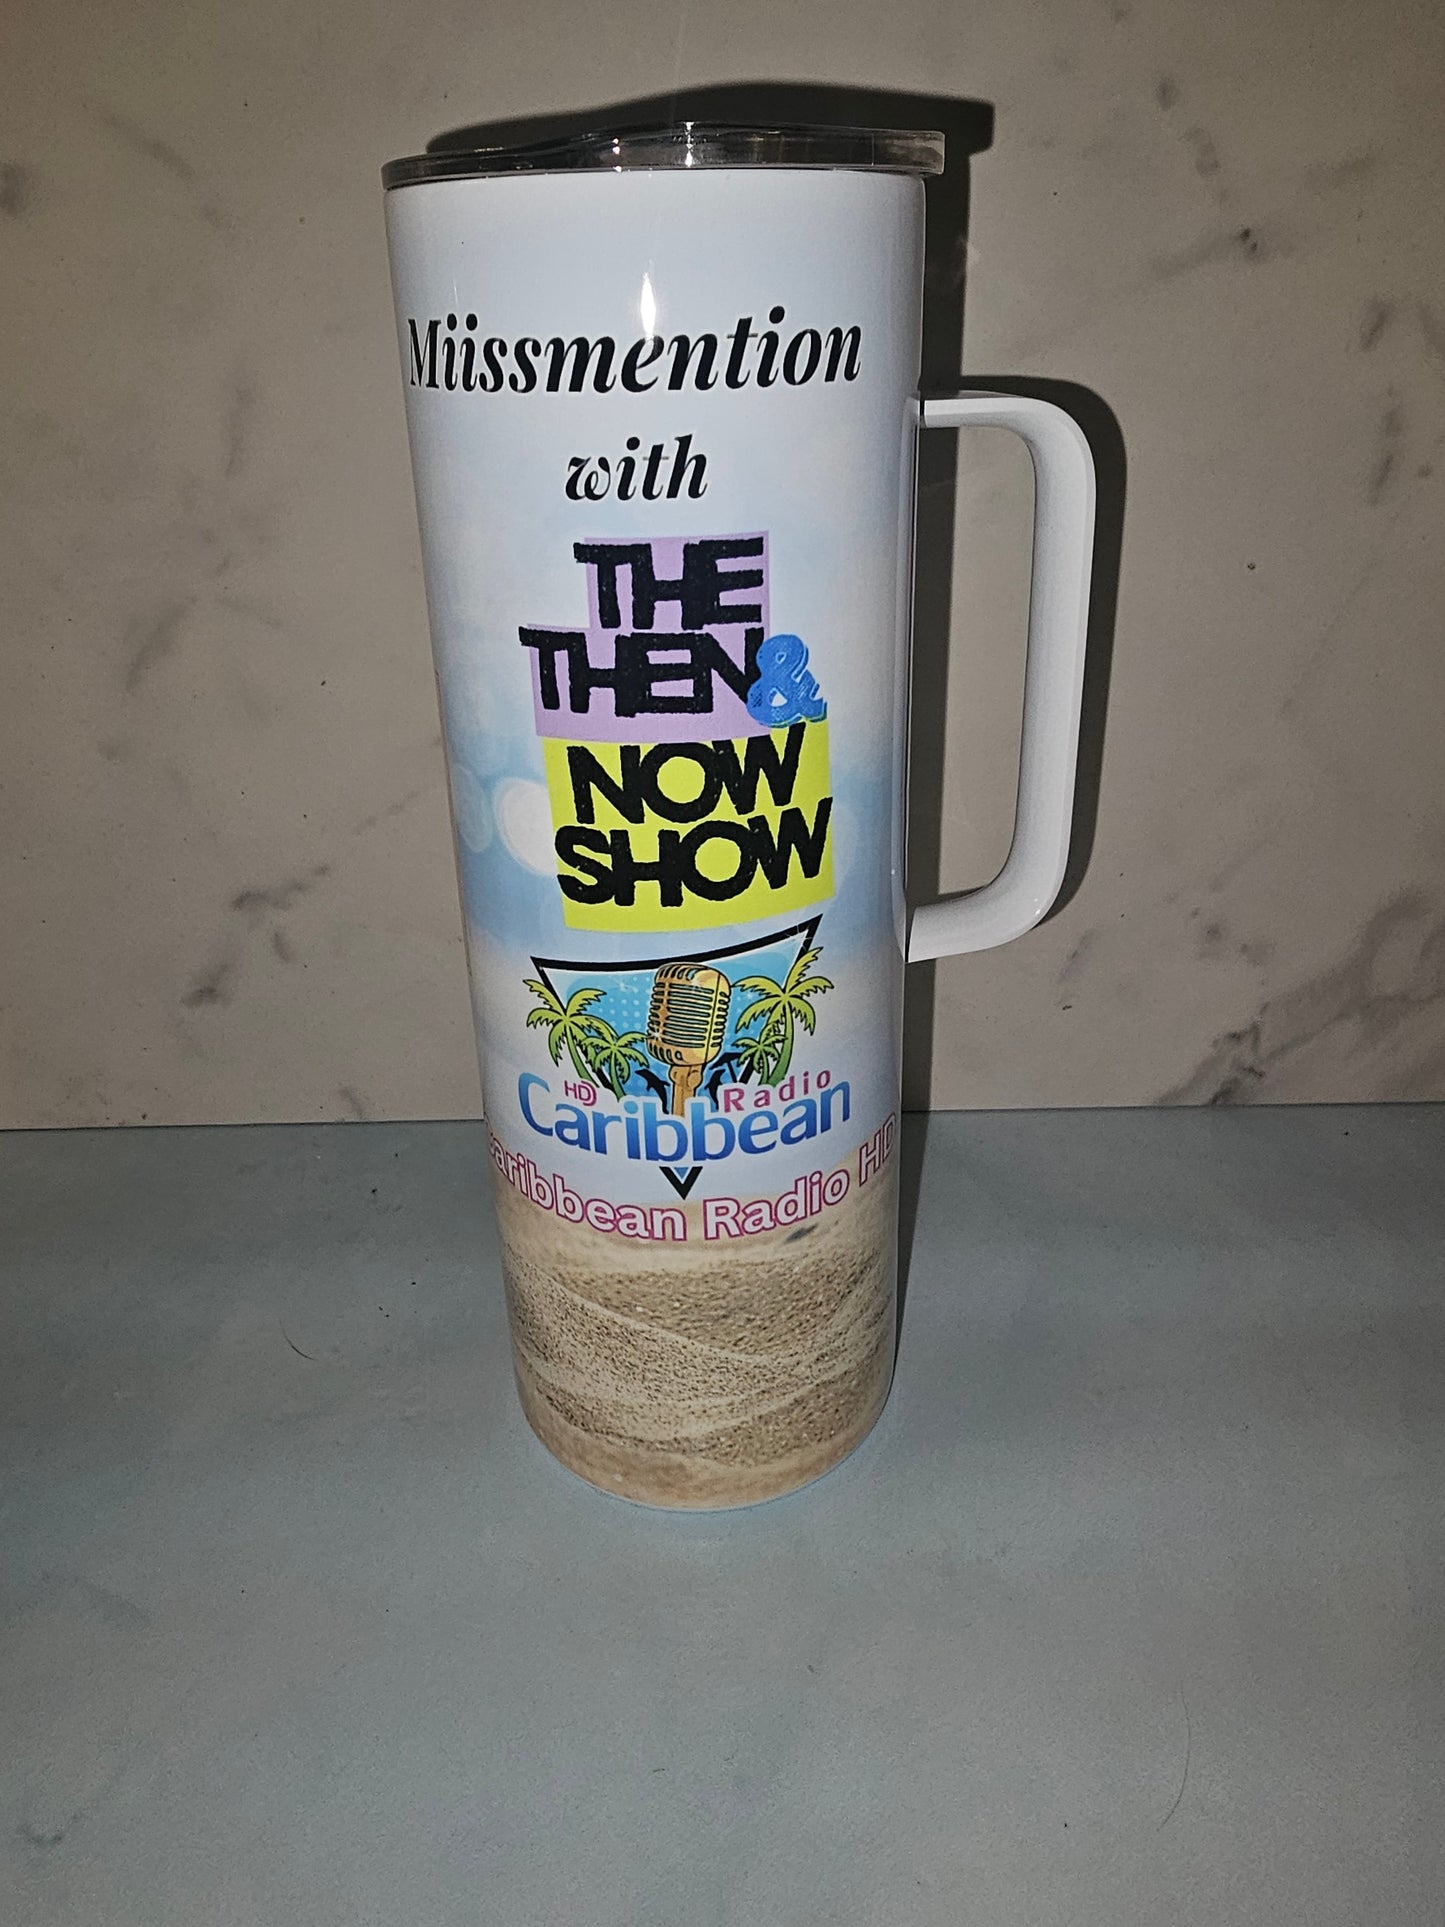 Miissmention
with
THE
THEN &
NOW
SHOW
HD Radio
Caribbean
Caribbean Radio HD